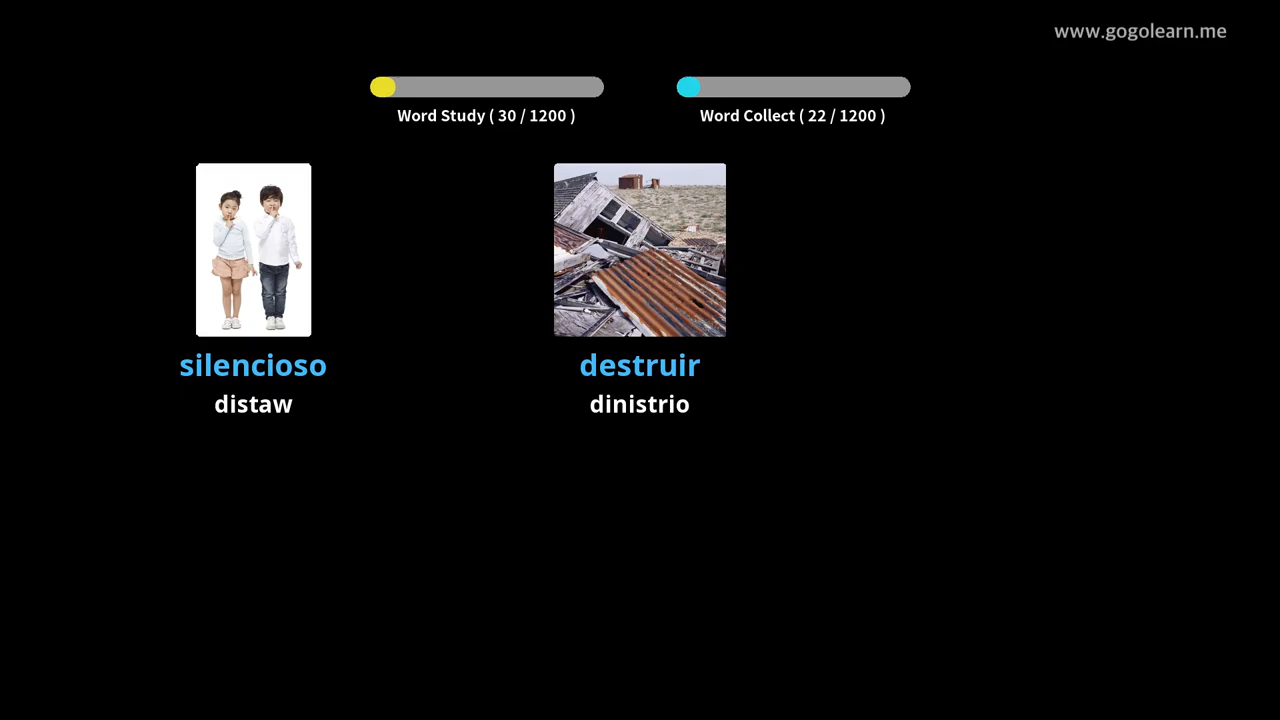 www.gogolearn.me
Word Study ( 30 / 1200 )
Word Collect ( 22 / 1200 )
silencioso
distaw
destruir
dinistrio